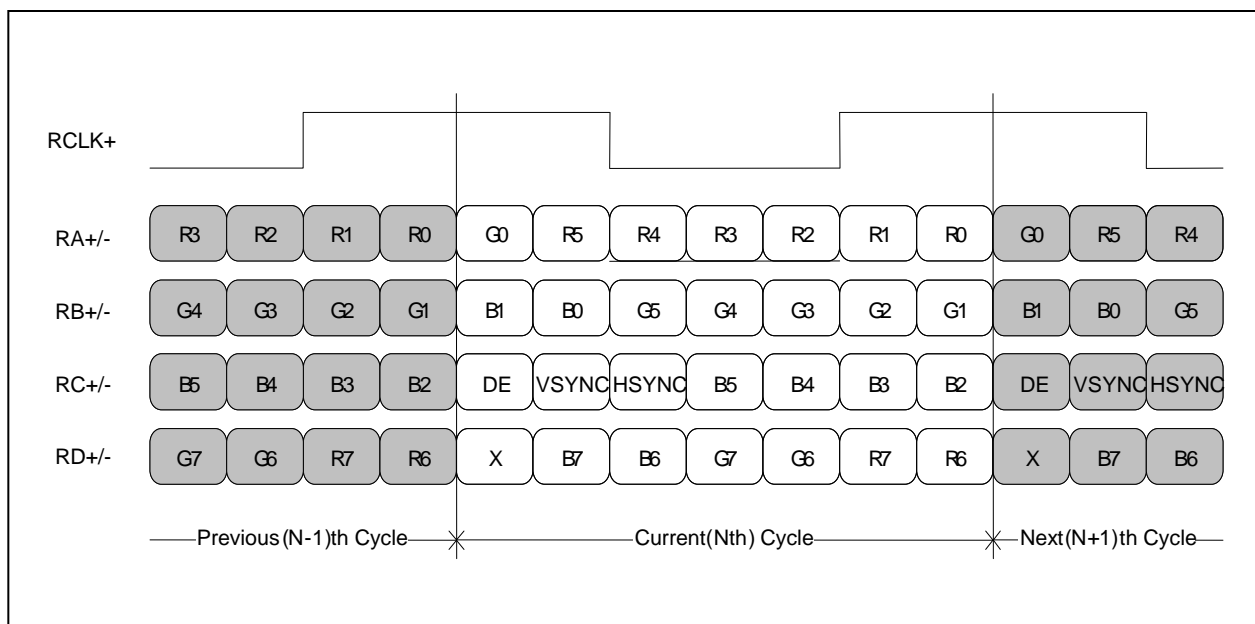 RCLK+
RA+/- R3 R2 R1 R0 G0 R5 R4 R3 R2 R1 R0 G0 R5 R4
RB+/- G4 G3 G2 G1 B1 B0 G5 G4 G3 G2 G1 B1 B0 G5
RC+/- B5 B4 B3 B2 DE VSYNC HSYNC B5 B4 B3 B2 DE VSYNC HSYNC
RD+/- G7 G6 R7 R6 X B7 B6 G7 G6 R7 R6 X B7 B6
Previous(N-1)th Cycle Current(Nth) Cycle Next(N+1)th Cycle